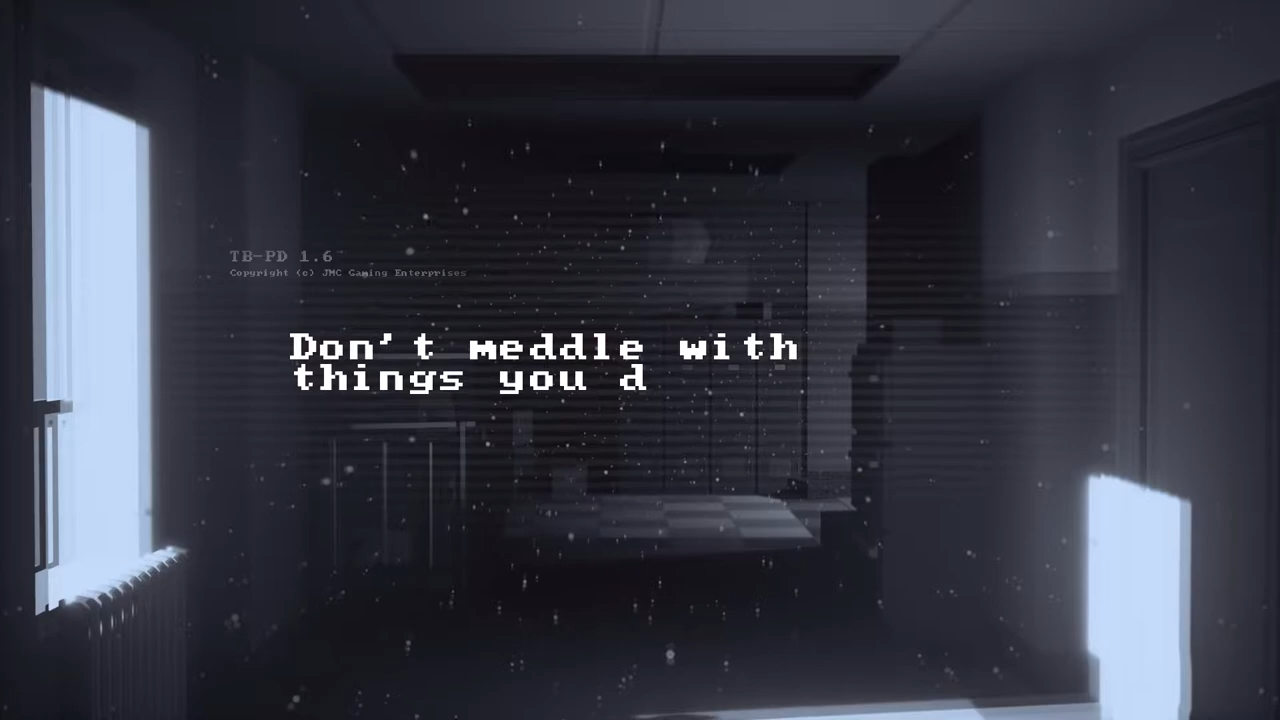 TB-PD 1.6
Copyright (c) JMC Gaming Enterprises
Don't meddle with
things you d